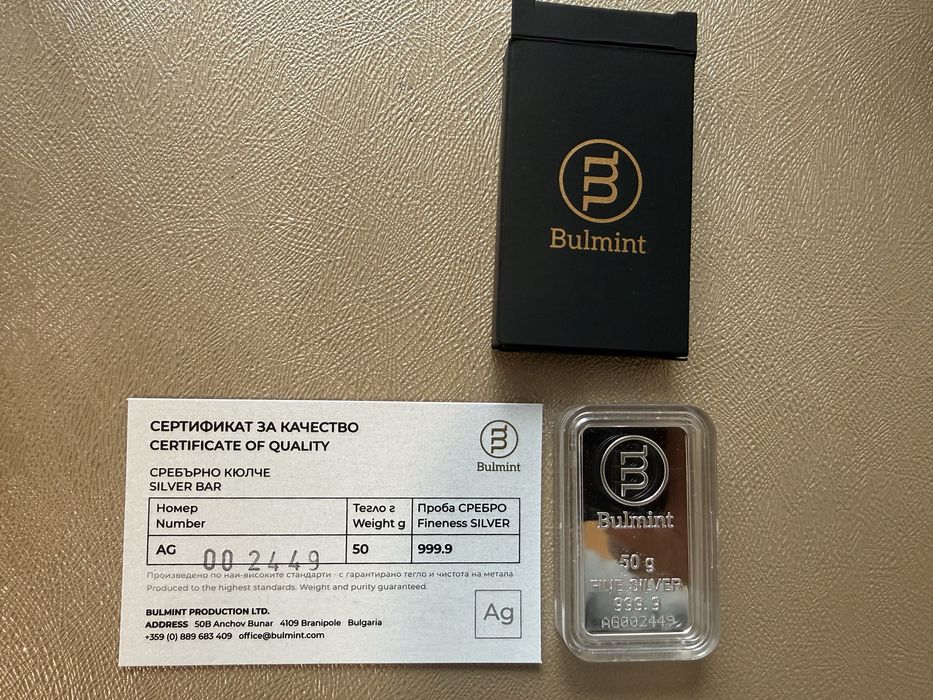 Bulmint
СЕРТИФИКАТ ЗА КАЧЕСТВО
CERTIFICATE OF QUALITY
Bulmint
СРЕБЪРНО КЮЛЧЕ
SILVER BAR
Номер Тегло г Проба СРЕБРО
Number Weight g Fineness SILVER
AG 002449 50 999.9
Произведено по най-високите стандарти - с гарантирано тегло и чистота на метала
Produced to the highest standards. Weight and purity guaranteed.
BULMINT PRODUCTION LTD.
ADDRESS 50B Anchov Bunar 4109 Branipole Bulgaria
+359 (0) 889 683 409 office@bulmint.com
Ag
Bulmint
50 g
FINE SILVER
999.9
AG002449